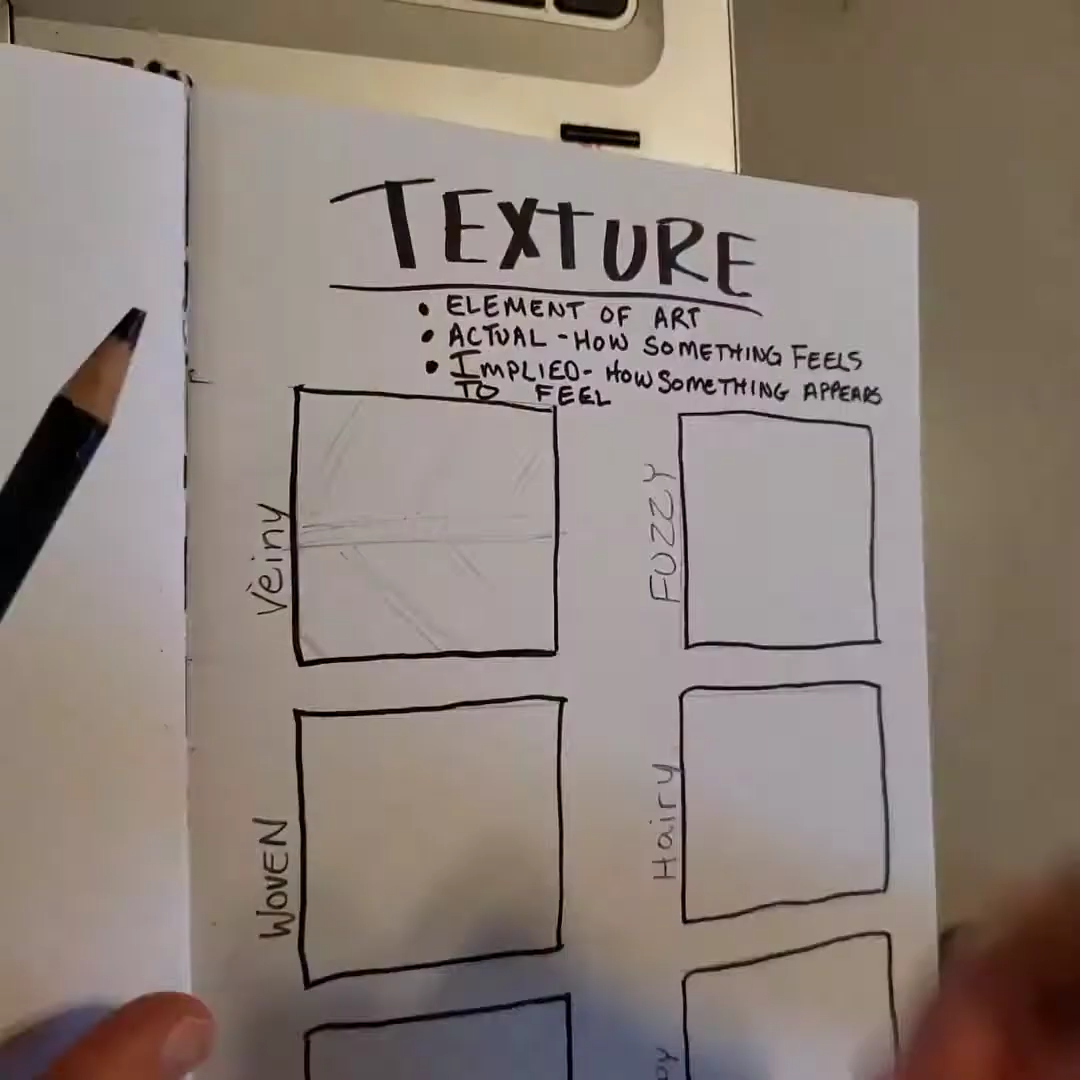 TEXTURE
• ELEMENT OF ART
• ACTUAL - HOW SOMETHING FEELS
• IMPLIED - HOW SOMETHING APPEARS
TO FEEL
Veiny
FUZZY
WOVEN
Hairy